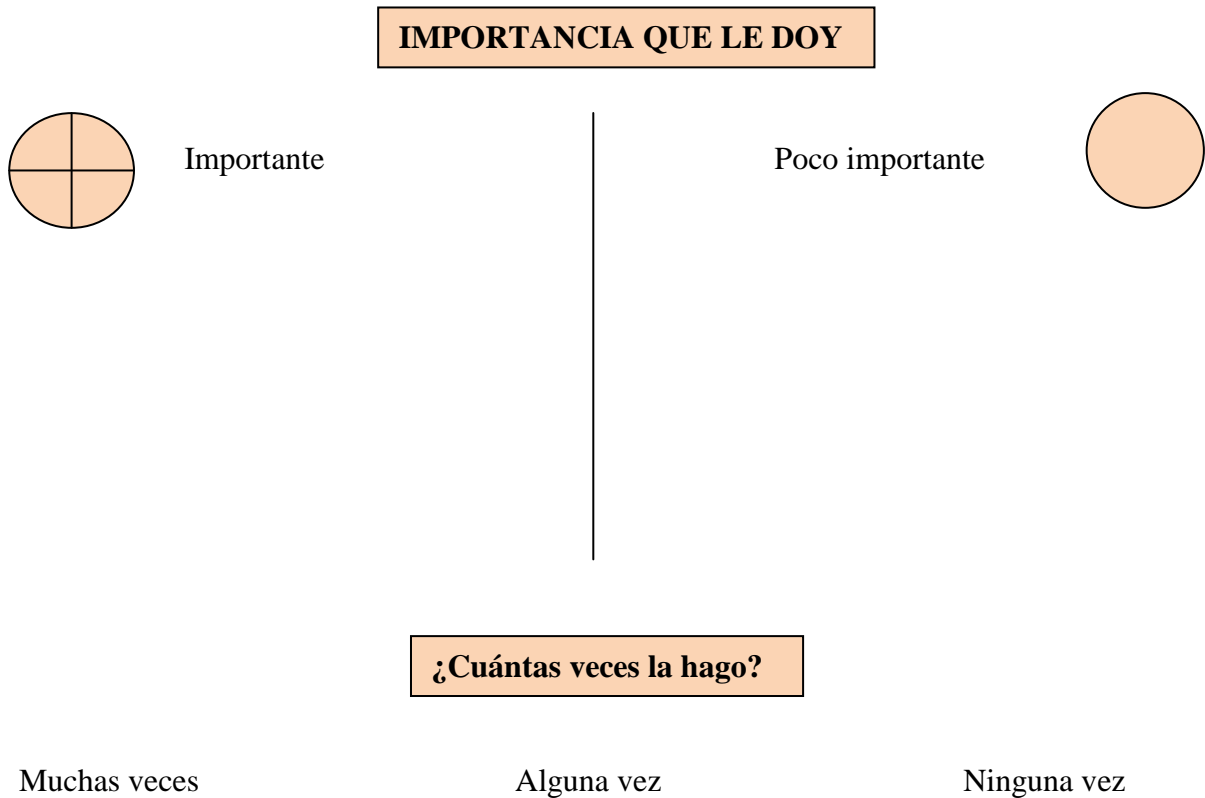 IMPORTANCIA QUE LE DOY
Importante
Poco importante
¿Cuántas veces la hago?
Muchas veces
Alguna vez
Ninguna vez